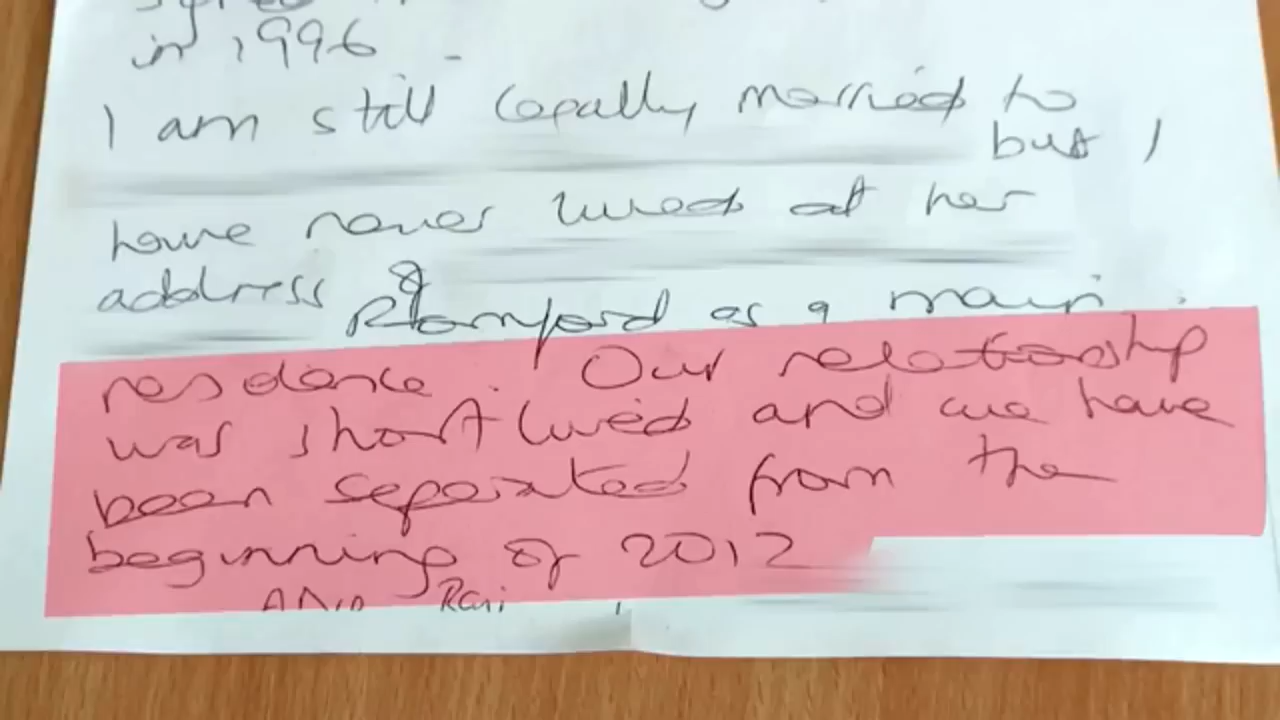 in 1996
I am still legally married to
but I
have never lived at her
address
Romford as a main
residence. Our relationship
was short lived and we have
been separated from the
beginning of 2012